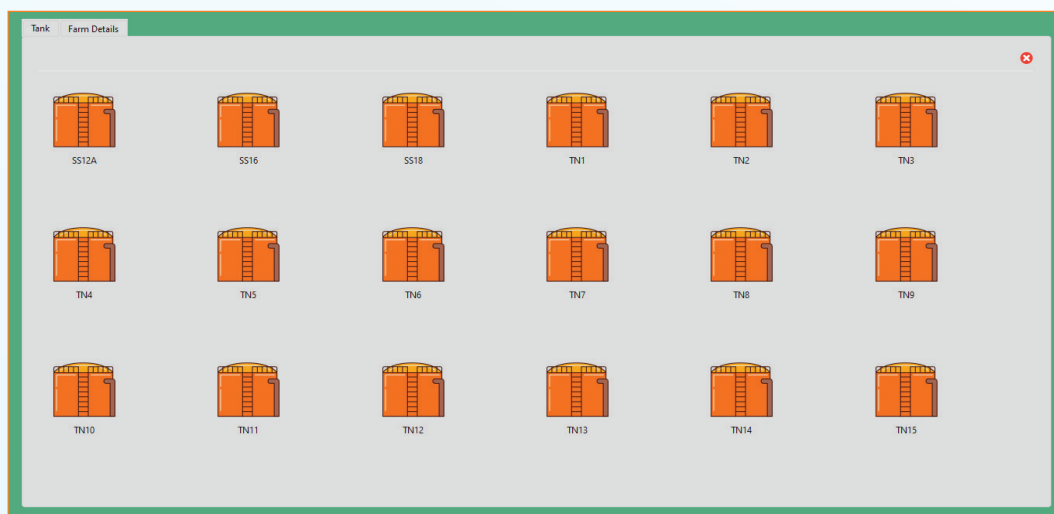 Tank Farm Details
SS12A SS16 SS18 TN1 TN2 TN3
TN4 TN5 TN6 TN7 TN8 TN9
TN10 TN11 TN12 TN13 TN14 TN15